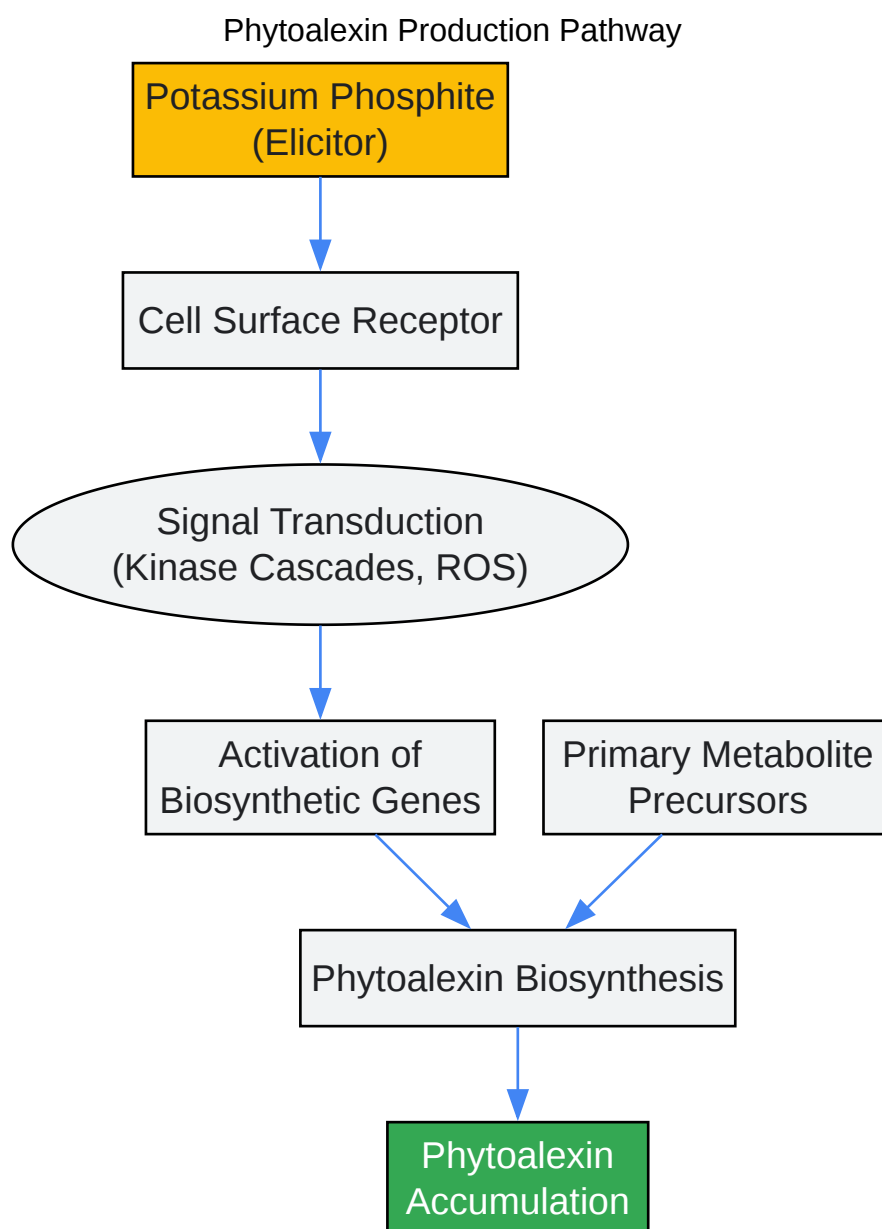 Phytoalexin Production Pathway
Potassium Phosphite
(Elicitor)
Cell Surface Receptor
Signal Transduction
(Kinase Cascades, ROS)
Activation of
Biosynthetic Genes
Primary Metabolite
Precursors
Phytoalexin Biosynthesis
Phytoalexin
Accumulation